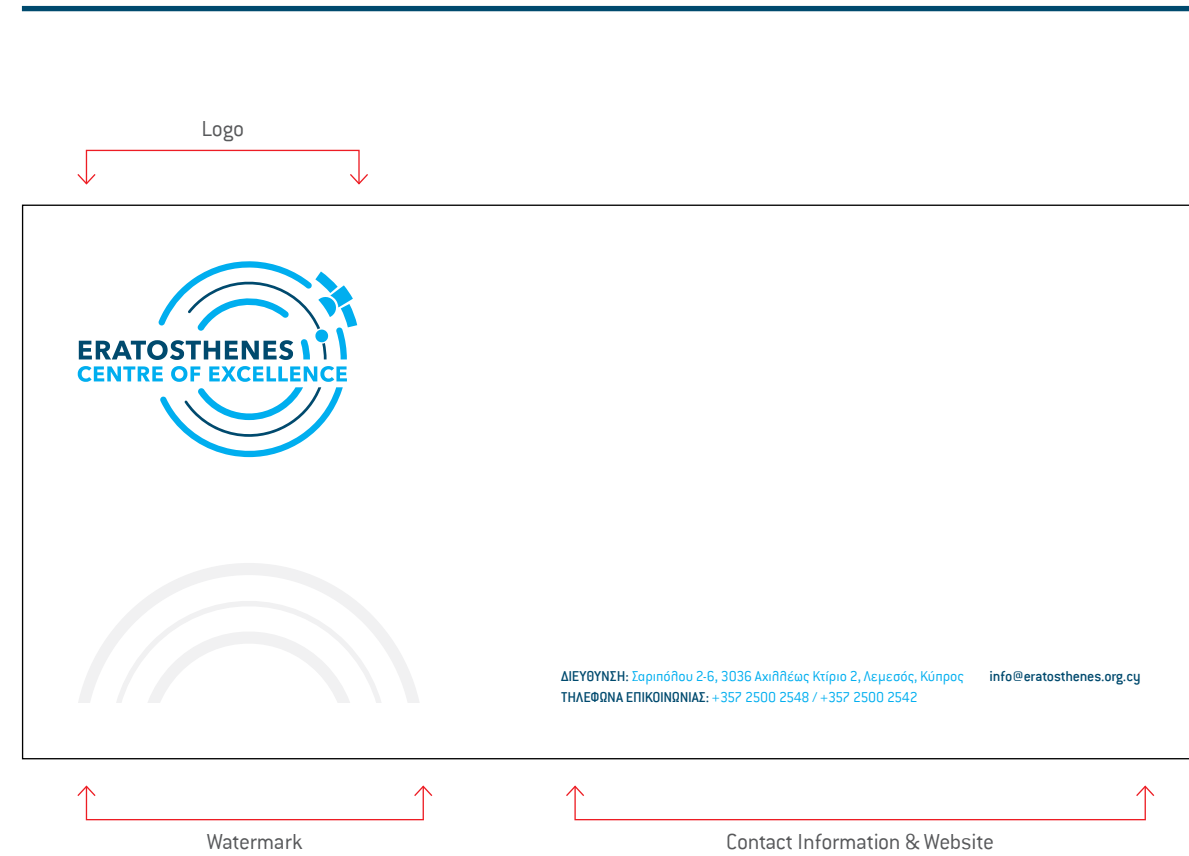 Logo
ERATOSTHENES
CENTRE OF EXCELLENCE
ΔΙΕΥΘΥΝΣΗ: Σαριπόλου 2-6, 3036 Αχιλλέως Κτίριο 2, Λεμεσός, Κύπρος info@eratosthenes.org.cy
ΤΗΛΕΦΩΝΑ ΕΠΙΚΟΙΝΩΝΙΑΣ: +357 2500 2548 / +357 2500 2542
Watermark
Contact Information & Website